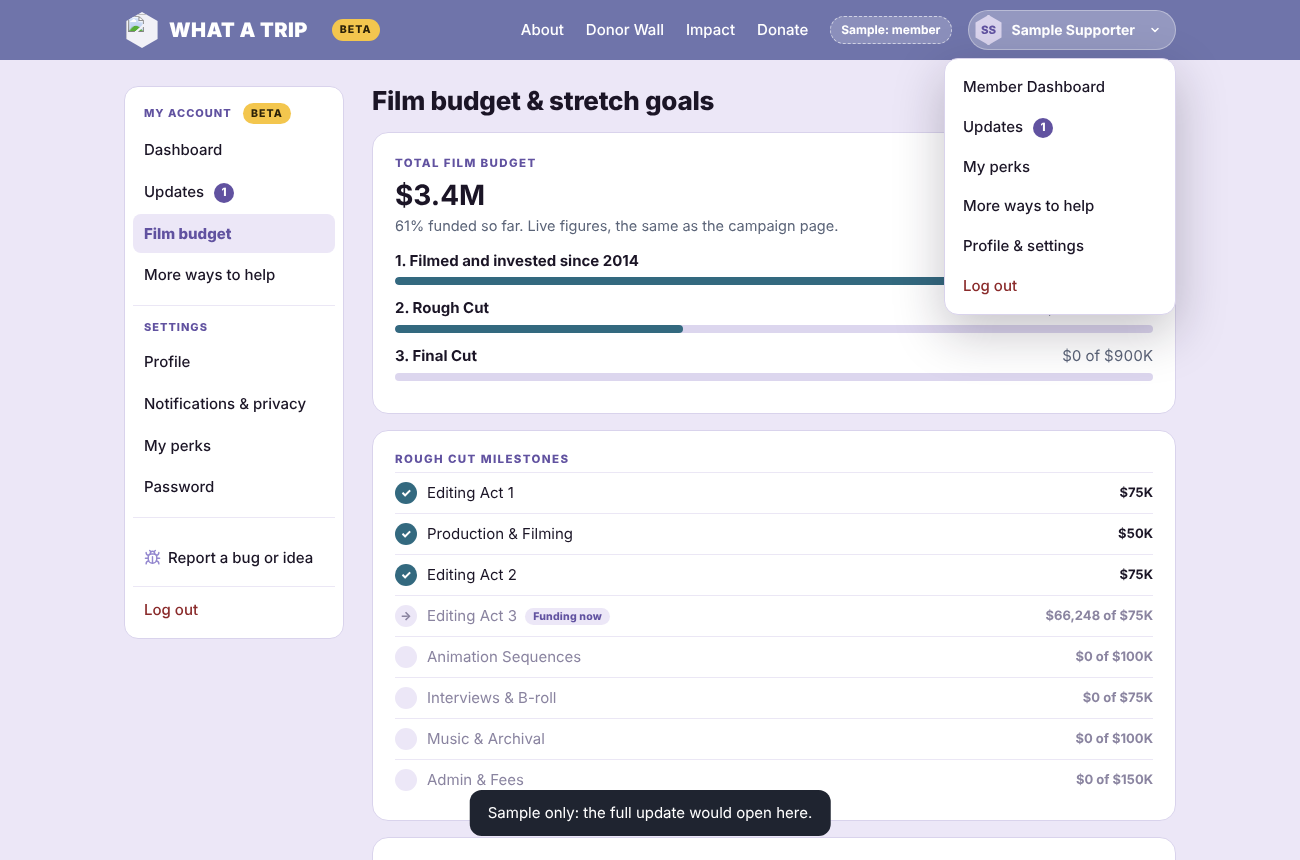 WHAT A TRIP BETA About Donor Wall Impact Donate Sample: member SS Sample Supporter
Member Dashboard
Updates 1
My perks
More ways to help
Profile & settings
Log out
MY ACCOUNT BETA
Dashboard
Updates 1
Film budget
More ways to help
SETTINGS
Profile
Notifications & privacy
My perks
Password
Report a bug or idea
Log out
Film budget & stretch goals
TOTAL FILM BUDGET
$3.4M
61% funded so far. Live figures, the same as the campaign page.
1. Filmed and invested since 2014
2. Rough Cut
3. Final Cut $0 of $900K
ROUGH CUT MILESTONES
Editing Act 1 $75K
Production & Filming $50K
Editing Act 2 $75K
Editing Act 3 Funding now $66,248 of $75K
Animation Sequences $0 of $100K
Interviews & B-roll $0 of $75K
Music & Archival $0 of $100K
Admin & Fees $0 of $150K
Sample only: the full update would open here.